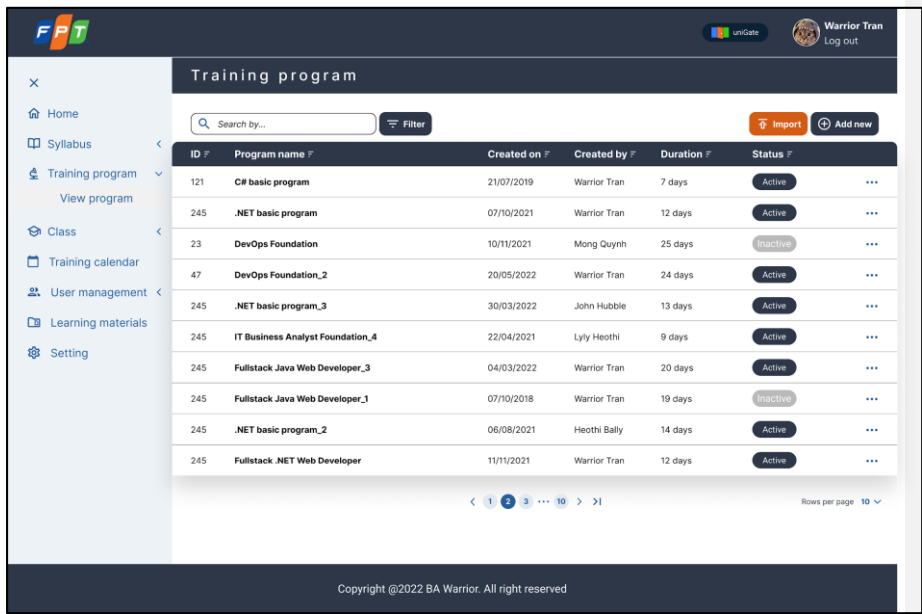 FPT
uniGate
Warrior Tran
Log out
Training program
Home
Syllabus
Training program
View program
Class
Training calendar
User management
Learning materials
Setting
Search by...
Filter
Import
Add new
ID Program name Created on Created by Duration Status
121 C# basic program 21/07/2019 Warrior Tran 7 days Active
245 .NET basic program 07/10/2021 Warrior Tran 12 days Active
23 DevOps Foundation 10/11/2021 Mong Quynh 25 days Inactive
47 DevOps Foundation_2 20/05/2022 Warrior Tran 24 days Active
245 .NET basic program_3 30/03/2022 John Hubble 13 days Active
245 IT Business Analyst Foundation_4 22/04/2021 Lyly Heothi 9 days Active
245 Fullstack Java Web Developer_3 04/03/2022 Warrior Tran 20 days Active
245 Fullstack Java Web Developer_1 07/10/2018 Warrior Tran 19 days Inactive
245 .NET basic program_2 06/08/2021 Heothi Bally 14 days Active
245 Fullstack .NET Web Developer 11/11/2021 Warrior Tran 12 days Active
1 2 3 ... 10
Rows per page 10
Copyright @2022 BA Warrior. All right reserved